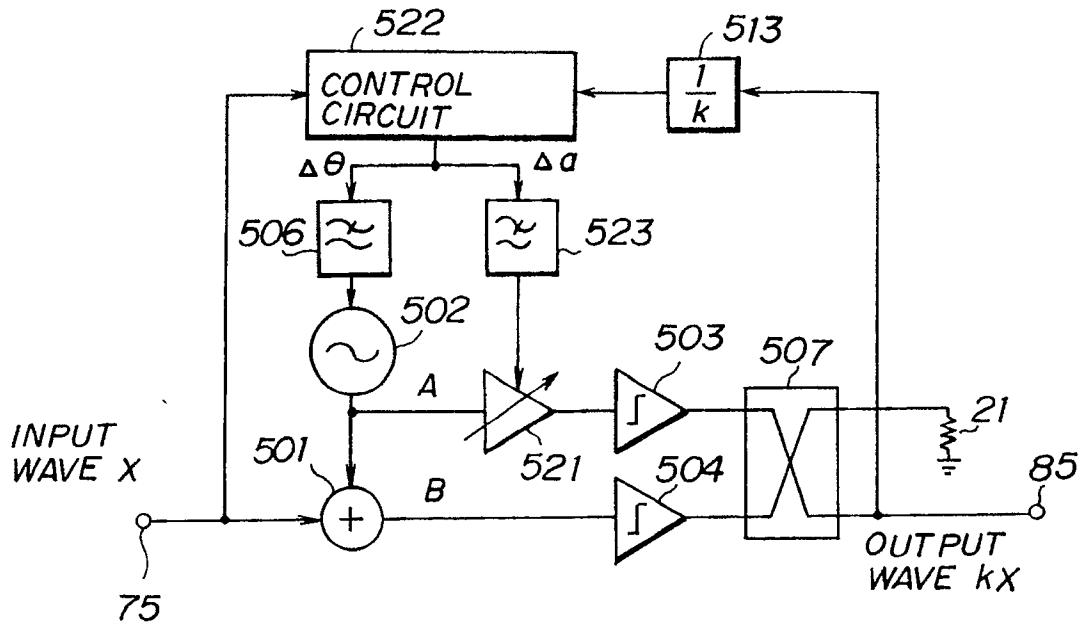 522
513
CONTROL
CIRCUIT
1
k
Δθ
Δa
506
523
502
503
507
A
21
INPUT
WAVE X
501
521
504
85
B
+
OUTPUT
WAVE kX
75